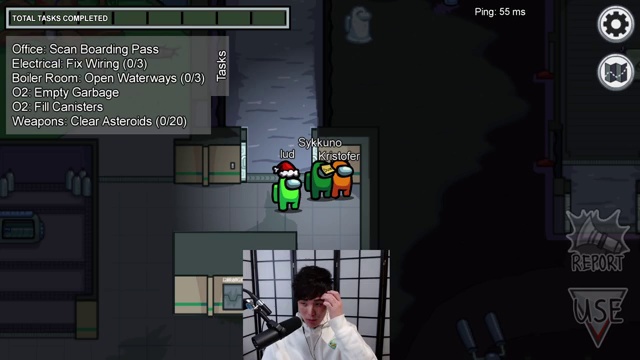 TOTAL TASKS COMPLETED
Ping: 55 ms
Office: Scan Boarding Pass
Electrical: Fix Wiring (0/3)
Boiler Room: Open Waterways (0/3)
O2: Empty Garbage
O2: Fill Canisters
Weapons: Clear Asteroids (0/20)
Tasks
Sykkuno
lud
Kristofer
REPORT
USE